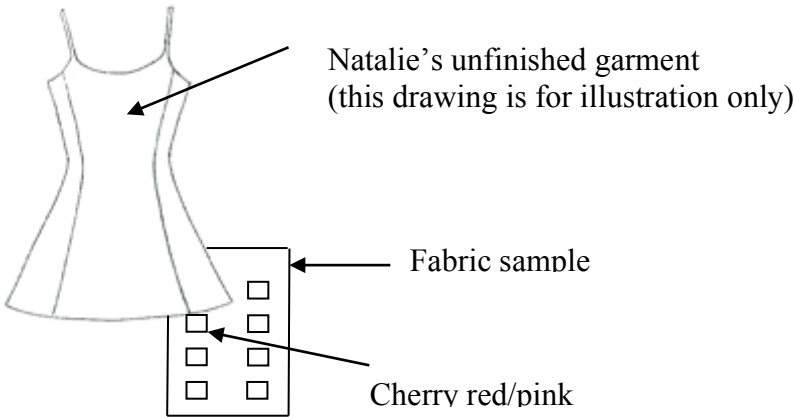 Natalie’s unfinished garment
(this drawing is for illustration only)
Fabric sample
Cherry red/pink